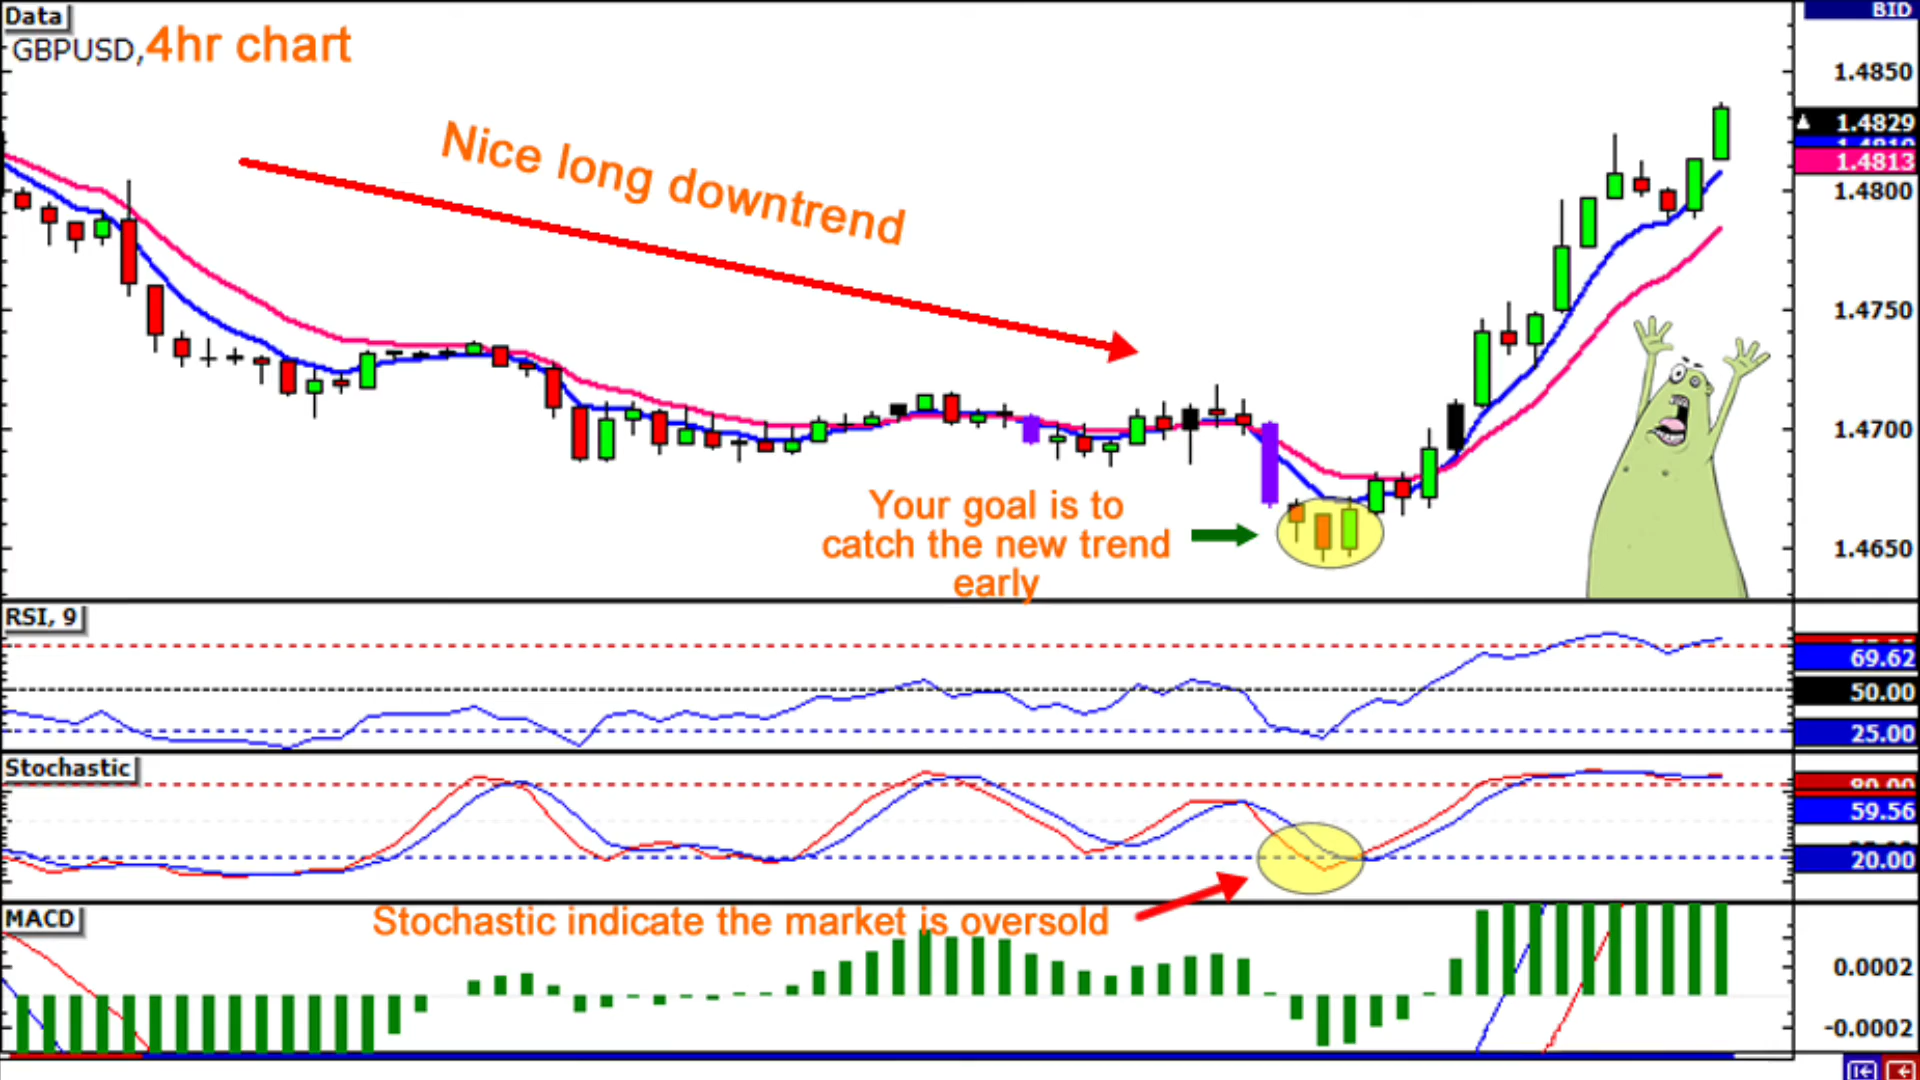 Data
BID
GBPUSD,4hr chart
1.4850
Nice long downtrend
1.4829
1.4813
1.4800
1.4750
1.4700
Your goal is to
catch the new trend
early
1.4650
RSI, 9
69.62
50.00
25.00
Stochastic
80.00
59.56
20.00
MACD
Stochastic indicate the market is oversold
0.0002
-0.0002